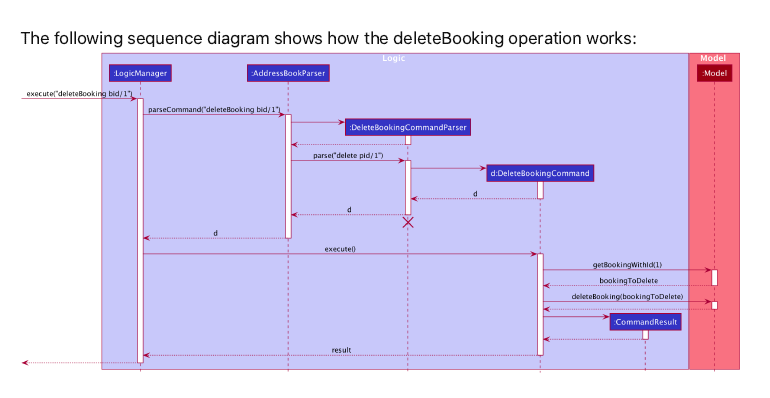 The following sequence diagram shows how the deleteBooking operation works:
Logic
Model
:LogicManager
:AddressBookParser
:Model
execute("deleteBooking bid/1")
parseCommand("deleteBooking bid/1")
:DeleteBookingCommandParser
parse("delete pid/1")
d:DeleteBookingCommand
d
d
d
execute()
getBookingWithId(1)
bookingToDelete
deleteBooking(bookingToDelete)
:CommandResult
result